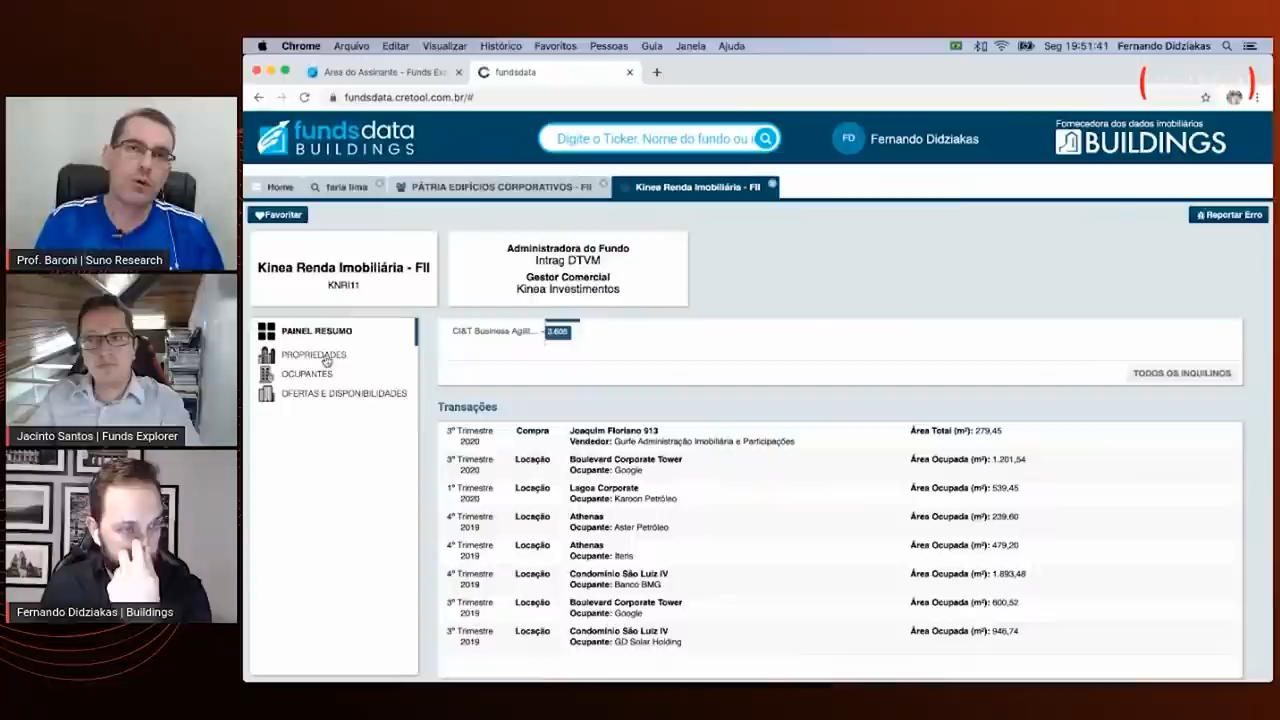 Chrome Arquivo Editar Visualizar Histórico Favoritos Pessoas Guia Janela Ajuda Seg 19:51:41 Fernando Didziakas
Área do Assinante - Funds Ex
fundsdata
fundsdata.cretool.com.br/#
fundsdata
BUILDINGS
Digite o Ticker, Nome do fundo ou
FD
Fernando Didziakas
Fornecedora dos dados imobiliários
BUILDINGS
Home
faria lima
PÁTRIA EDIFÍCIOS CORPORATIVOS - FII
Kinea Renda Imobiliária - FII
Favoritar
Reportar Erro
Kinea Renda Imobiliária - FII
KNRI11
Administradora do Fundo
Intrag DTVM
Gestor Comercial
Kinea Investimentos
PAINEL RESUMO
PROPRIEDADES
OCUPANTES
OFERTAS E DISPONIBILIDADES
CI&T Business Agilit... 3.605
TODOS OS INQUILINOS
Transações
3º Trimestre 2020 Compra Joaquim Floriano 913 Área Total (m²): 279,45
Vendedor: Gurfe Administração Imobiliária e Participações
3º Trimestre 2020 Locação Boulevard Corporate Tower Área Ocupada (m²): 1.201,54
Ocupante: Google
1º Trimestre 2020 Locação Lagoa Corporate Área Ocupada (m²): 539,45
Ocupante: Karoon Petróleo
4º Trimestre 2019 Locação Athenas Área Ocupada (m²): 239,60
Ocupante: Aster Petróleo
4º Trimestre 2019 Locação Athenas Área Ocupada (m²): 479,20
Ocupante: Iteris
4º Trimestre 2019 Locação Condomínio São Luiz IV Área Ocupada (m²): 1.893,48
Ocupante: Banco BMG
3º Trimestre 2019 Locação Boulevard Corporate Tower Área Ocupada (m²): 600,52
Ocupante: Google
3º Trimestre 2019 Locação Condomínio São Luiz IV Área Ocupada (m²): 946,74
Ocupante: GD Solar Holding
Prof. Baroni | Suno Research
Jacinto Santos | Funds Explorer
Fernando Didziakas | Buildings